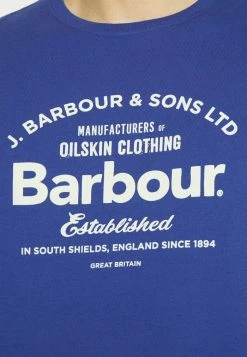 J. BARBOUR & SONS LTD
MANUFACTURERS OF
OILSKIN CLOTHING
Barbour®
Established
IN SOUTH SHIELDS, ENGLAND SINCE 1894
GREAT BRITAIN